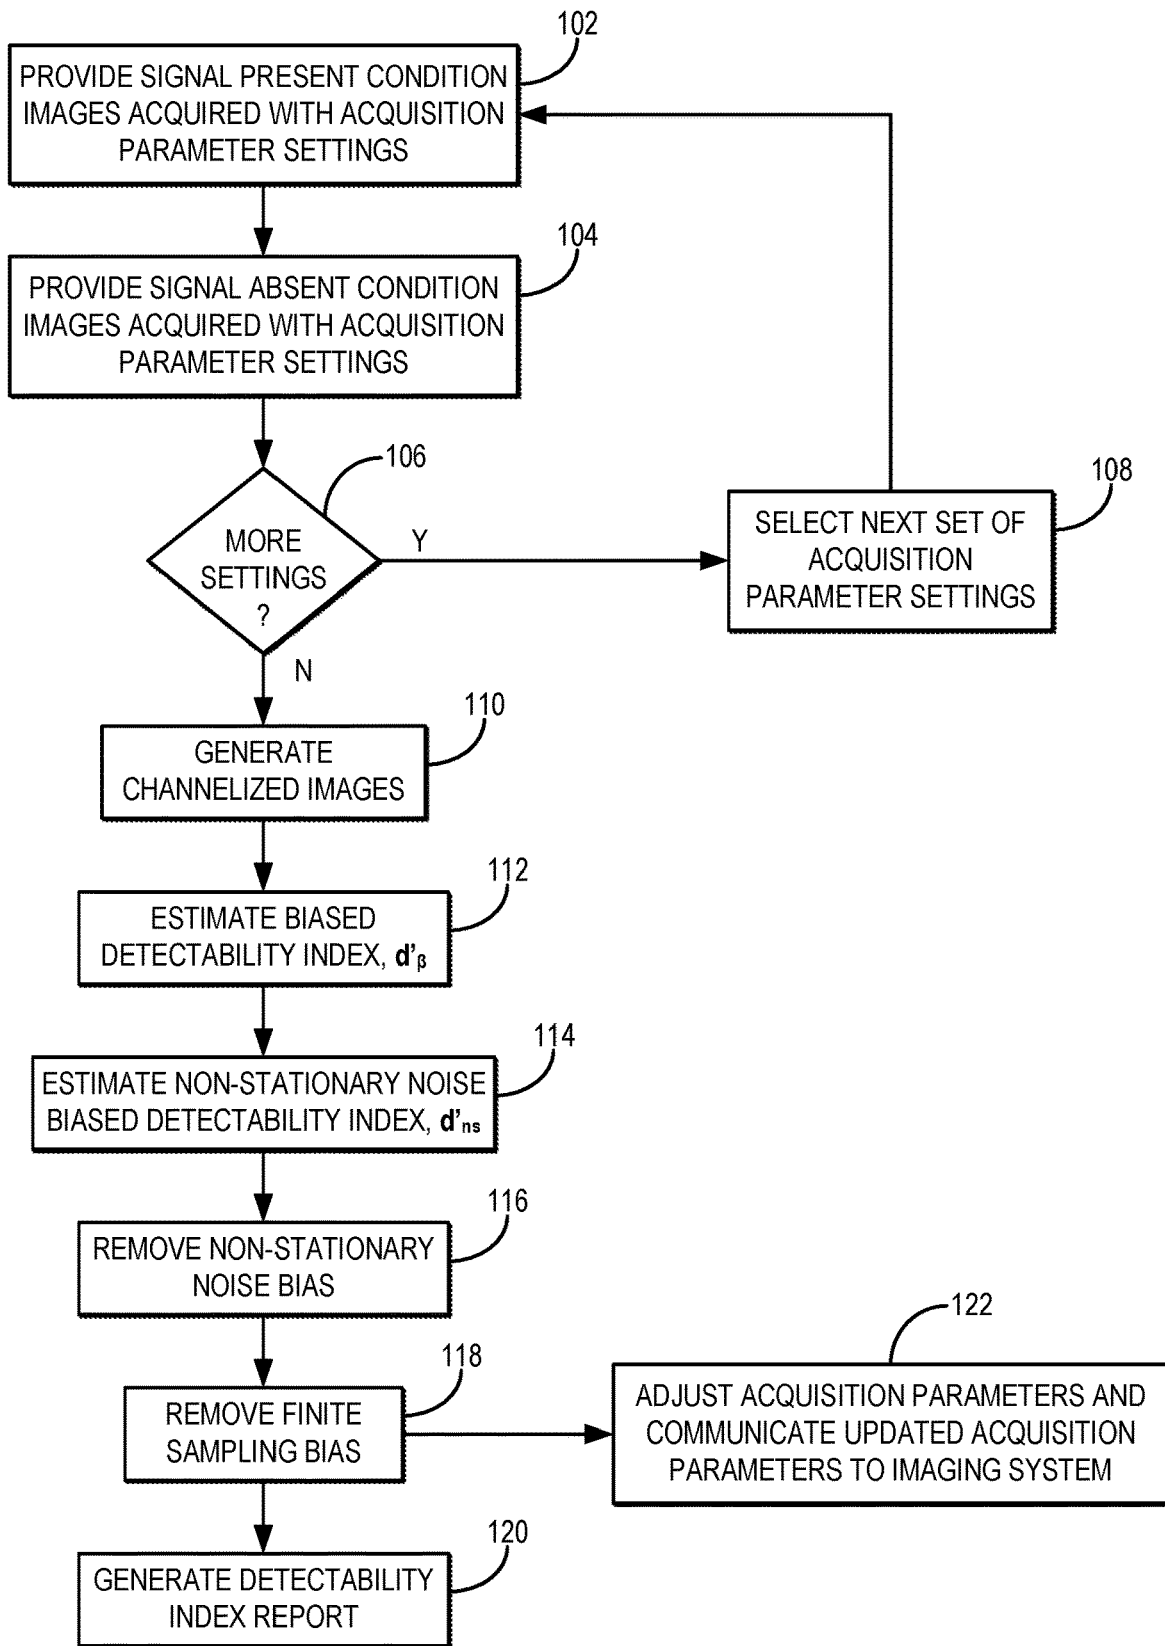 102
PROVIDE SIGNAL PRESENT CONDITION
IMAGES ACQUIRED WITH ACQUISITION
PARAMETER SETTINGS
104
PROVIDE SIGNAL ABSENT CONDITION
IMAGES ACQUIRED WITH ACQUISITION
PARAMETER SETTINGS
106
MORE
SETTINGS
?
Y
N
108
SELECT NEXT SET OF
ACQUISITION
PARAMETER SETTINGS
110
GENERATE
CHANNELIZED IMAGES
112
ESTIMATE BIASED
DETECTABILITY INDEX, d'β
114
ESTIMATE NON-STATIONARY NOISE
BIASED DETECTABILITY INDEX, d'ns
116
REMOVE NON-STATIONARY
NOISE BIAS
118
REMOVE FINITE
SAMPLING BIAS
122
ADJUST ACQUISITION PARAMETERS AND
COMMUNICATE UPDATED ACQUISITION
PARAMETERS TO IMAGING SYSTEM
120
GENERATE DETECTABILITY
INDEX REPORT